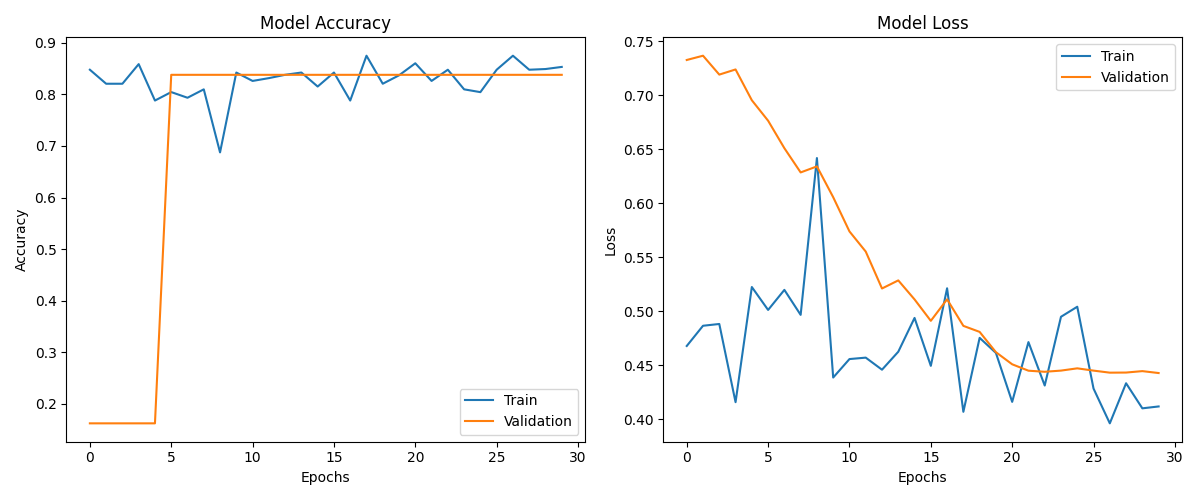 Model Accuracy
Accuracy
0.9
0.8
0.7
0.6
0.5
0.4
0.3
0.2
0 5 10 15 20 25 30
Epochs
Train
Validation
Model Loss
Loss
0.75
0.70
0.65
0.60
0.55
0.50
0.45
0.40
0 5 10 15 20 25 30
Epochs
Train
Validation